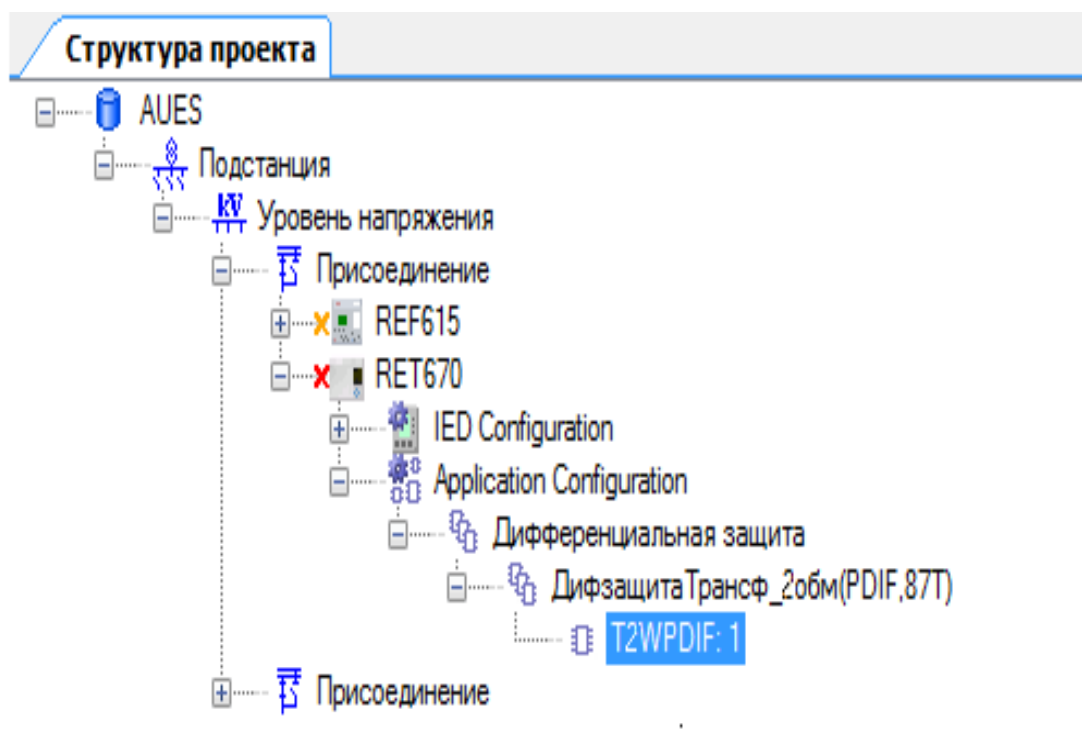 Структура проекта
AUES
Подстанция
kV Уровень напряжения
Присоединение
REF615
RET670
IED Configuration
Application Configuration
Дифференциальная защита
ДифзащитаТрансф_2обм(PDIF,87T)
T2WPDIF: 1
Присоединение